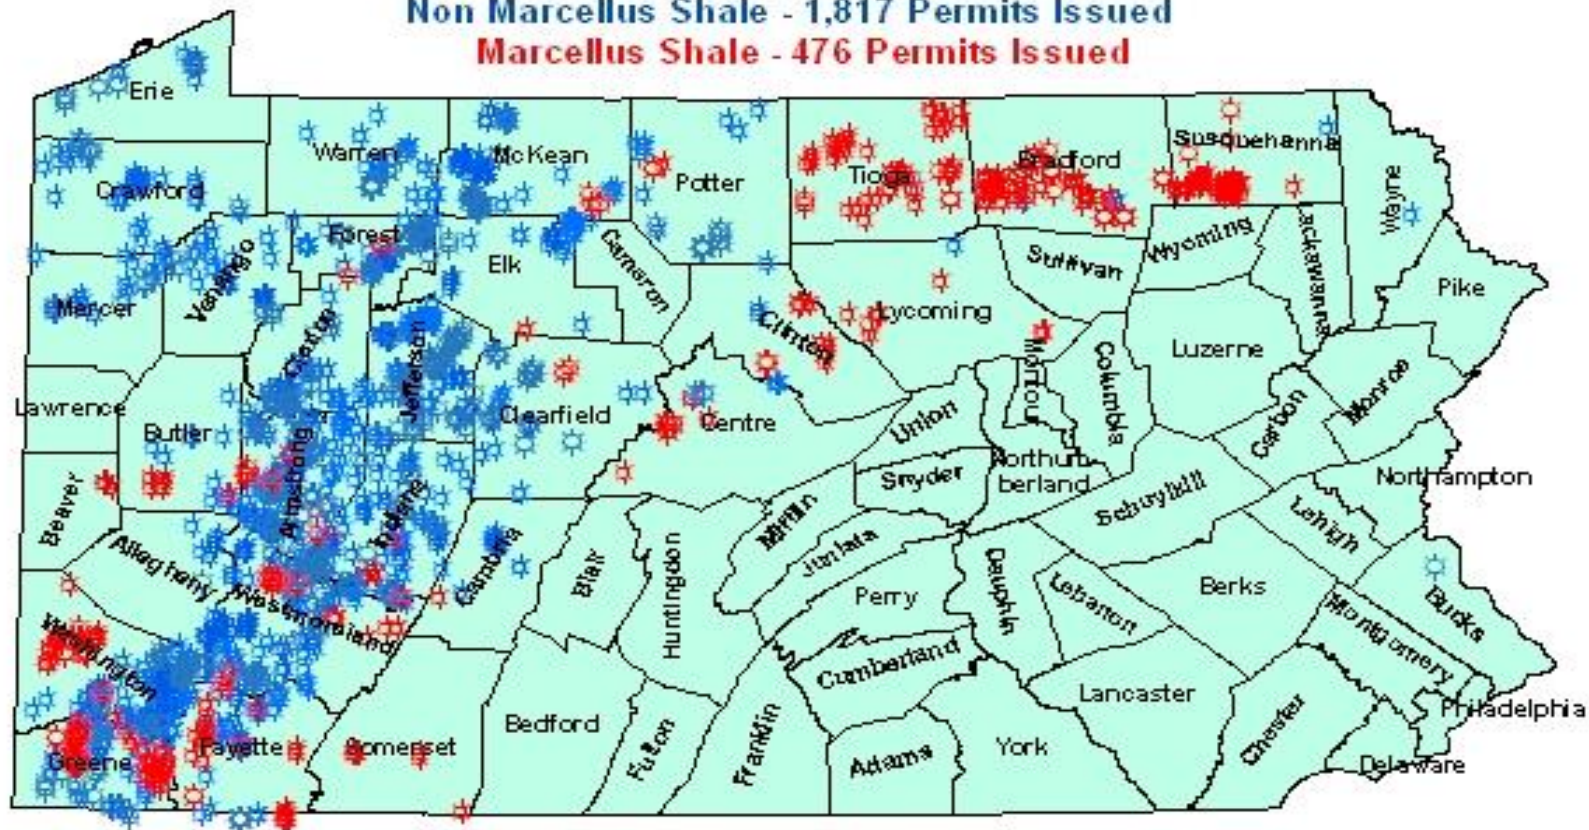 Non Marcellus Shale - 1,817 Permits Issued
Marcellus Shale - 476 Permits Issued
Erie
Warren
McKean
Potter
Tioga
Bradford
Susquehanna
Wayne
Crawford
Forest
Elk
Cameron
Sullivan
Wyoming
Lackawanna
Pike
Mercer
Venango
Clarion
Jefferson
Clinton
Lycoming
Luzerne
Monroe
Lawrence
Butler
Armstrong
Clearfield
Centre
Union
Montour
Columbia
Carbon
Northampton
Beaver
Indiana
Snyder
Northum
berland
Schuylkill
Lehigh
Allegheny
Westmoreland
Cambria
Blair
Huntingdon
Mifflin
Juniata
Perry
Dauphin
Lebanon
Berks
Bucks
Montgomery
Washington
Cumberland
Lancaster
Chester
Philadelphia
Greene
Fayette
Somerset
Bedford
Fulton
Franklin
Adams
York
Delaware